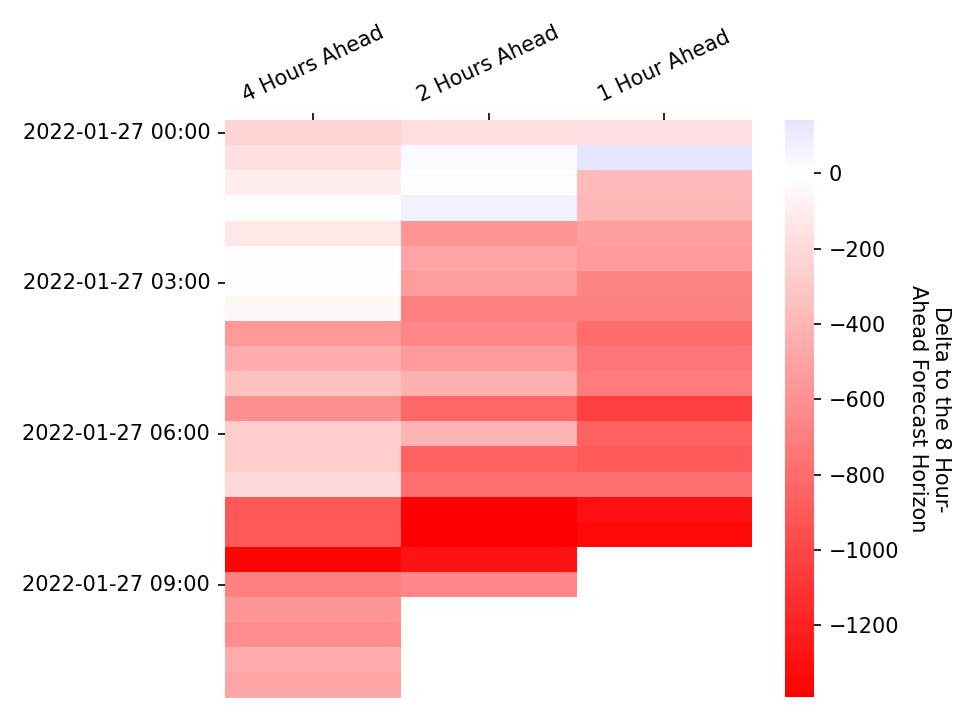 4 Hours Ahead
2 Hours Ahead
1 Hour Ahead
2022-01-27 00:00
2022-01-27 03:00
2022-01-27 06:00
2022-01-27 09:00
0
−200
−400
−600
−800
−1000
−1200
Delta to the 8 Hour-
Ahead Forecast Horizon